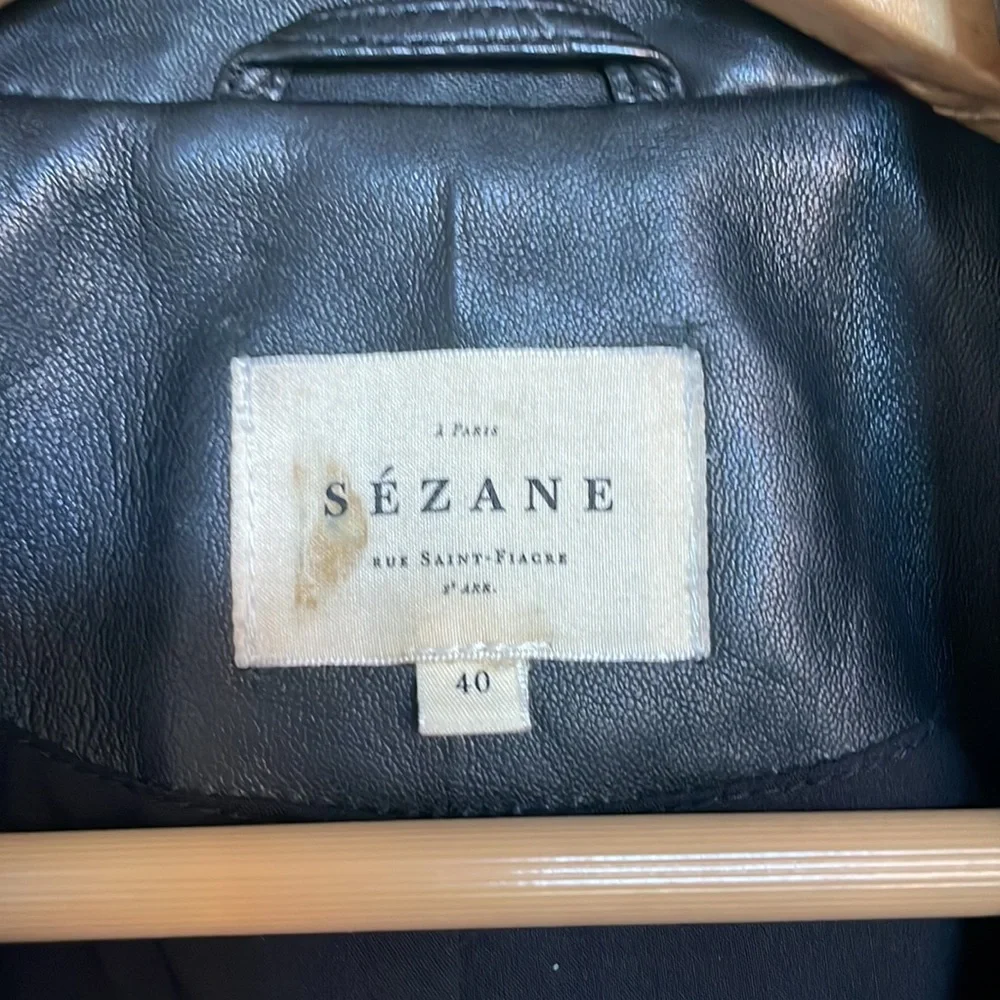 À PARIS
SÉZANE
RUE SAINT-FIACRE
2ᵉ ARR.
40